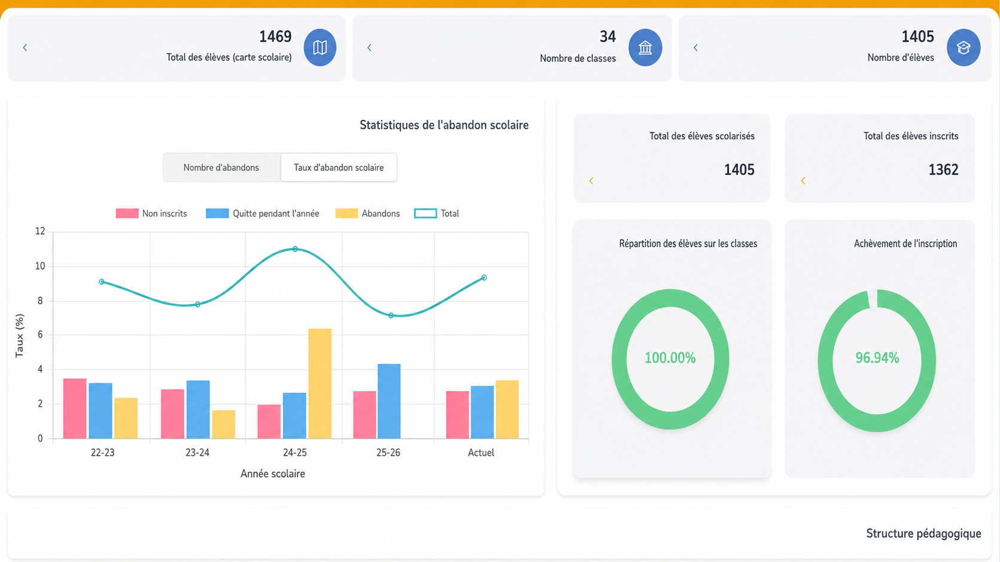 1469
Total des élèves (carte scolaire)
34
Nombre de classes
1405
Nombre d'élèves
Statistiques de l'abandon scolaire
Nombre d'abandons
Taux d'abandon scolaire
Non inscrits
Quitte pendant l'année
Abandons
Total
12
10
8
6
4
2
0
Taux (%)
22-23
23-24
24-25
25-26
Actuel
Année scolaire
Total des élèves scolarisés
1405
Total des élèves inscrits
1362
Répartition des élèves sur les classes
100.00%
Achèvement de l'inscription
96.94%
Structure pédagogique